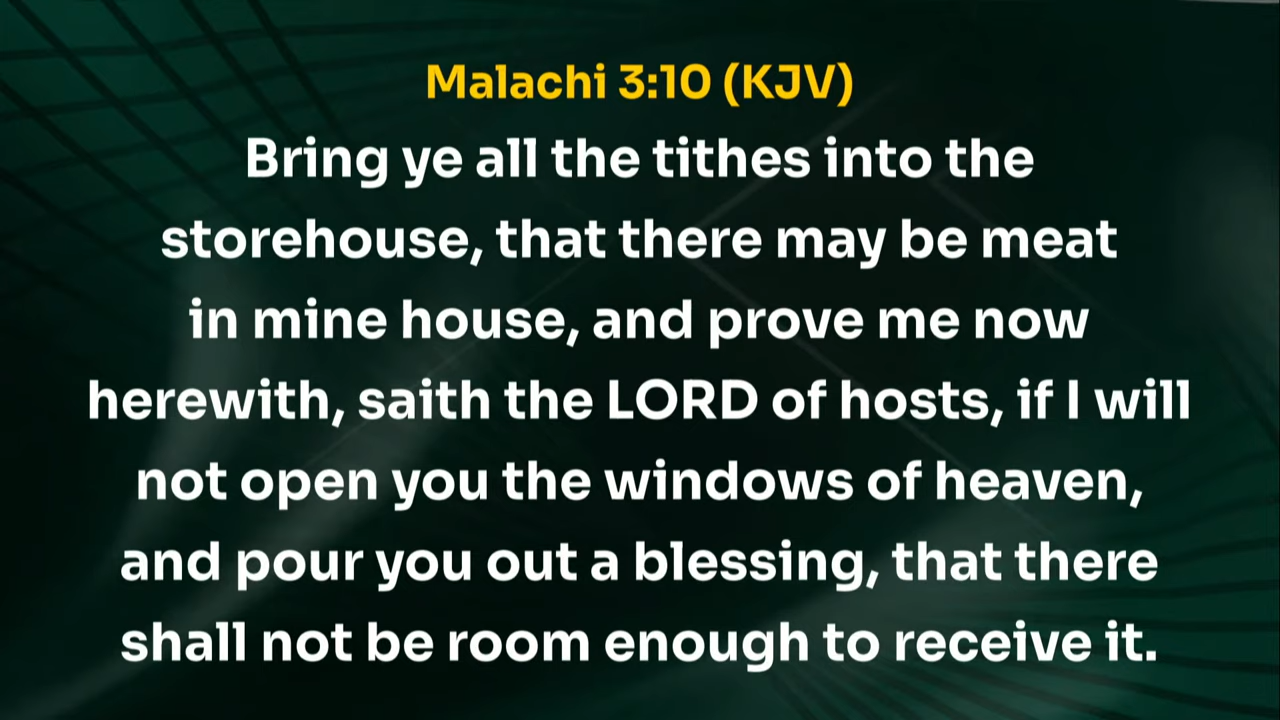 Malachi 3:10 (KJV)
Bring ye all the tithes into the
storehouse, that there may be meat
in mine house, and prove me now
herewith, saith the LORD of hosts, if I will
not open you the windows of heaven,
and pour you out a blessing, that there
shall not be room enough to receive it.